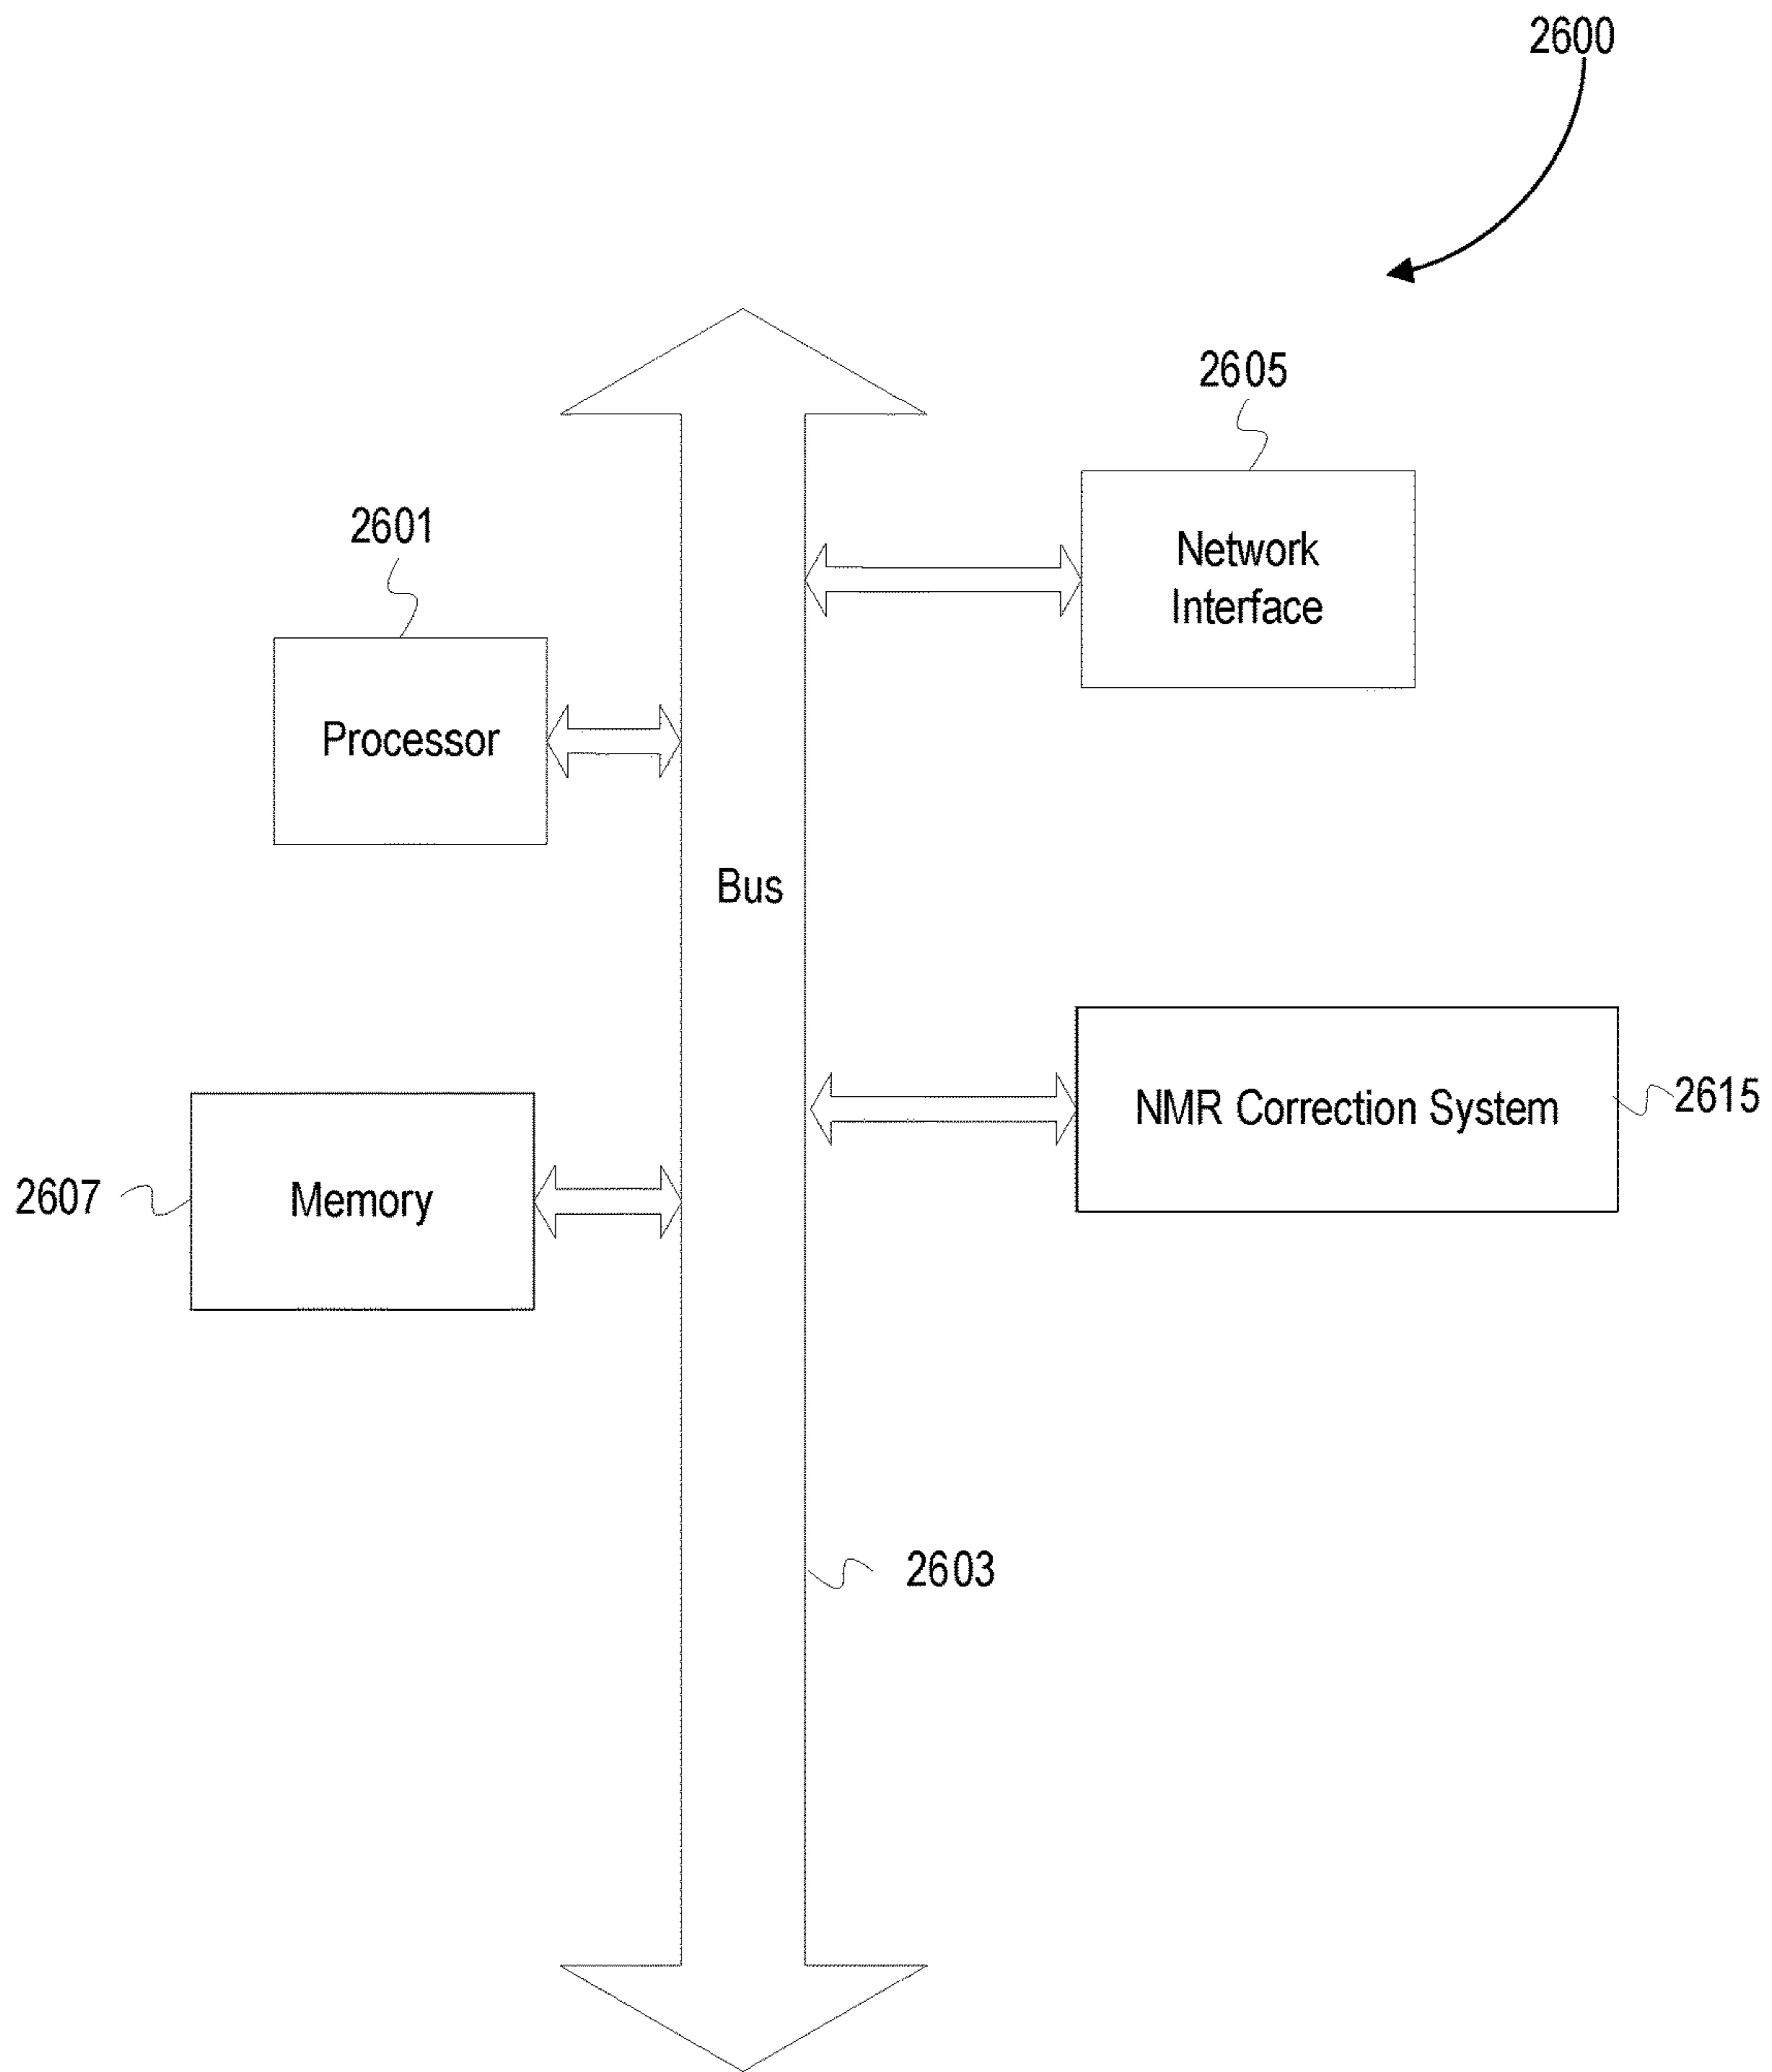 2600
2605
Network
Interface
2601
Processor
Bus
NMR Correction System
2615
2607
Memory
2603